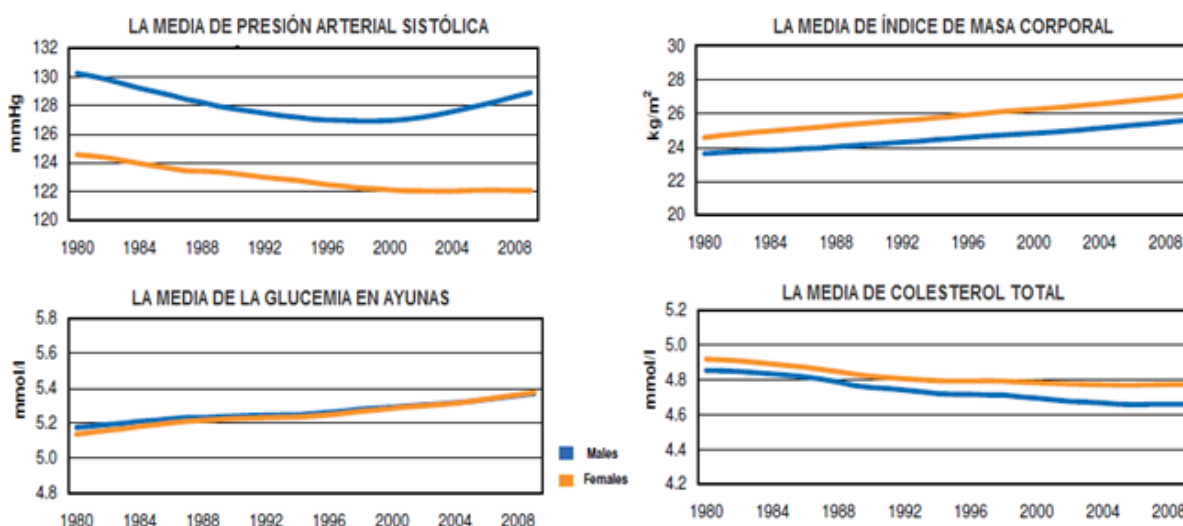 LA MEDIA DE PRESIÓN ARTERIAL SISTÓLICA
mmHg
132
130
128
126
124
122
120
1980 1984 1988 1992 1996 2000 2004 2008
LA MEDIA DE ÍNDICE DE MASA CORPORAL
kg/m²
30
28
26
24
22
20
1980 1984 1988 1992 1996 2000 2004 2008
LA MEDIA DE LA GLUCEMIA EN AYUNAS
mmol/l
5.8
5.6
5.4
5.2
5.0
4.8
1980 1984 1988 1992 1996 2000 2004 2008
Males
Females
LA MEDIA DE COLESTEROL TOTAL
mmol/l
5.2
5.0
4.8
4.6
4.4
4.2
1980 1984 1988 1992 1996 2000 2004 2008